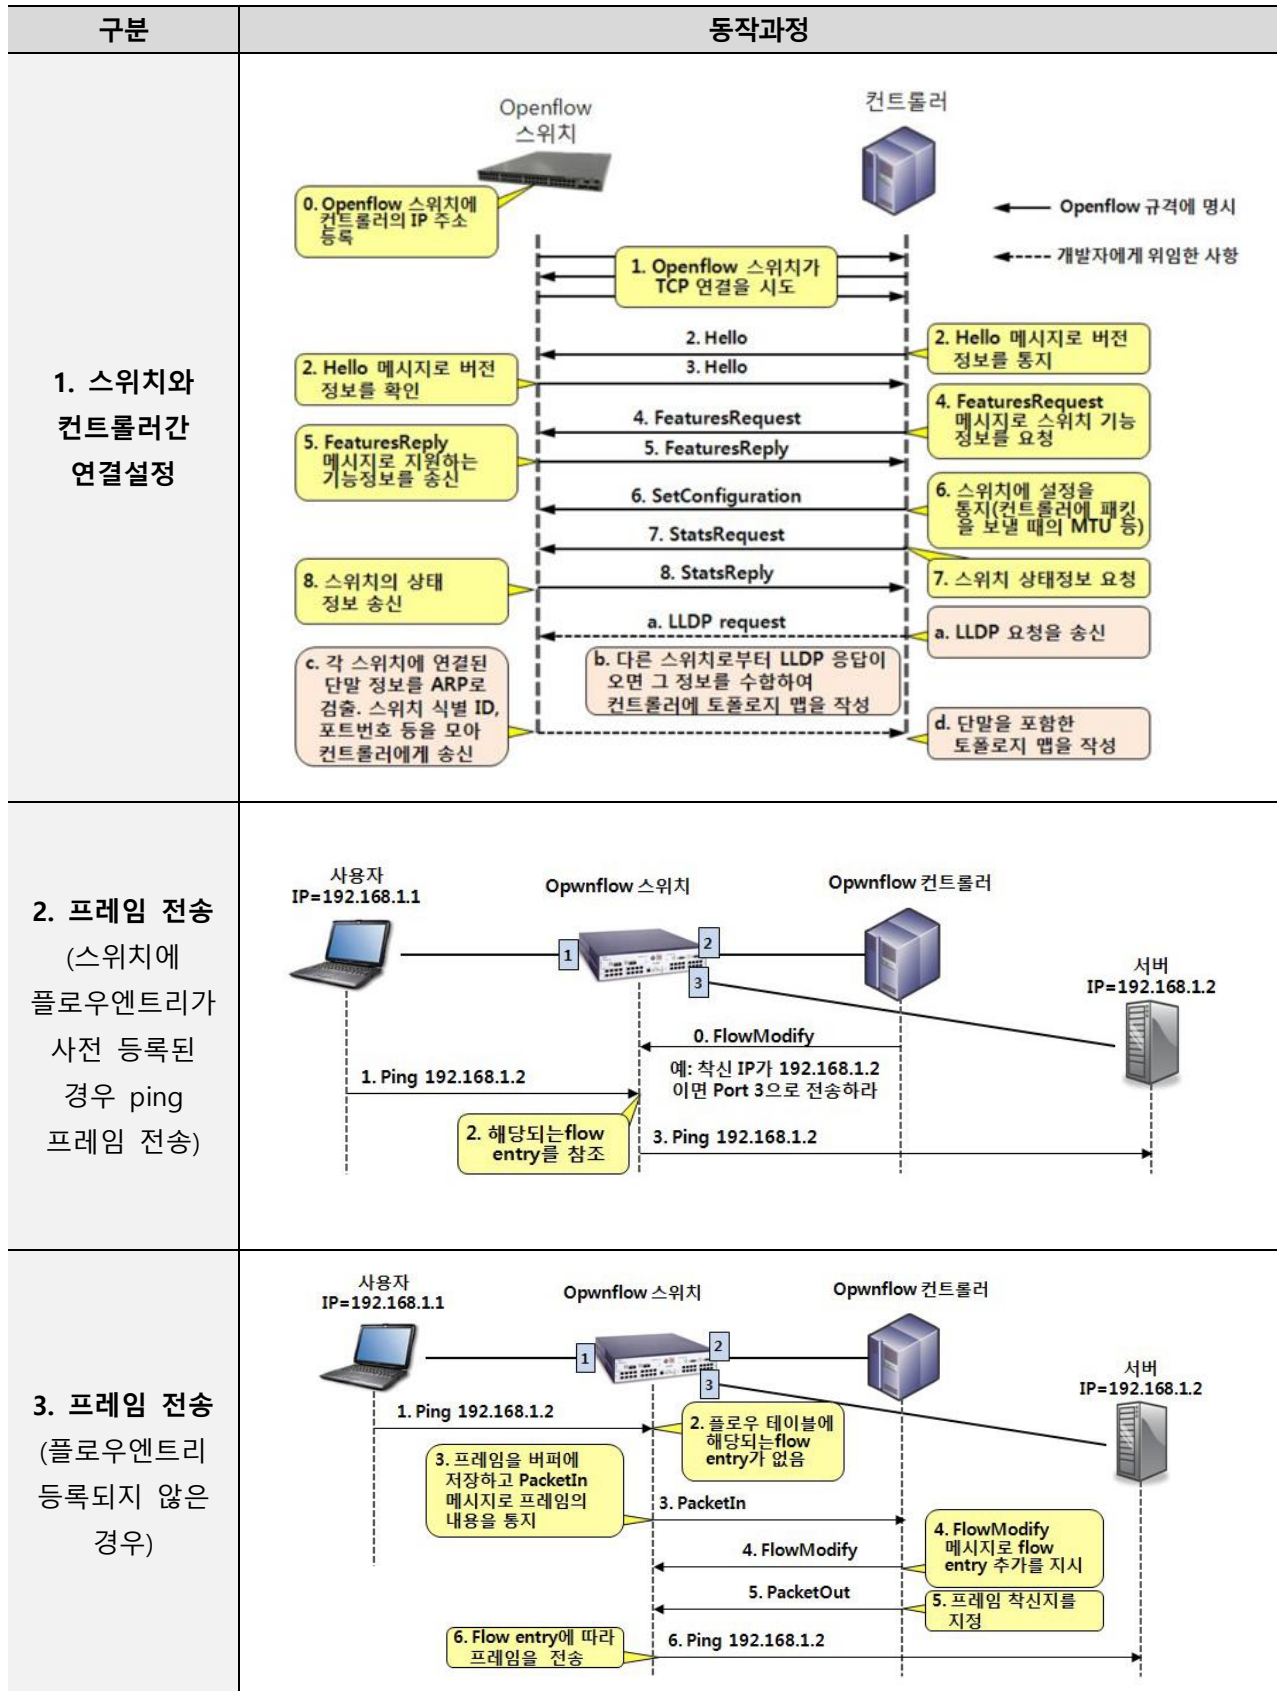 구분
동작과정
1. 스위치와
컨트롤러간
연결설정
Openflow
스위치
컨트롤러
0. Openflow 스위치에
컨트롤러의 IP 주소
등록
Openflow 규격에 명시
개발자에게 위임한 사항
1. Openflow 스위치가
TCP 연결을 시도
2. Hello
2. Hello 메시지로 버전
정보를 통지
2. Hello 메시지로 버전
정보를 확인
3. Hello
4. FeaturesRequest
4. FeaturesRequest
메시지로 스위치 기능
정보를 요청
5. FeaturesReply
메시지로 지원하는
기능정보를 송신
5. FeaturesReply
6. SetConfiguration
6. 스위치에 설정을
통지(컨트롤러에 패킷
을 보낼 때의 MTU 등)
7. StatsRequest
7. 스위치 상태정보 요청
8. 스위치의 상태
정보 송신
8. StatsReply
a. LLDP request
a. LLDP 요청을 송신
c. 각 스위치에 연결된
단말 정보를 ARP로
검출. 스위치 식별 ID,
포트번호 등을 모아
컨트롤러에게 송신
b. 다른 스위치로부터 LLDP 응답이
오면 그 정보를 수합하여
컨트롤러에 토폴로지 맵을 작성
d. 단말을 포함한
토폴로지 맵을 작성
2. 프레임 전송
(스위치에
플로우엔트리가
사전 등록된
경우 ping
프레임 전송)
사용자
IP=192.168.1.1
Opwnflow 스위치
Opwnflow 컨트롤러
서버
IP=192.168.1.2
1
2
3
0. FlowModify
예: 착신 IP가 192.168.1.2
이면 Port 3으로 전송하라
1. Ping 192.168.1.2
2. 해당되는flow
entry를 참조
3. Ping 192.168.1.2
3. 프레임 전송
(플로우엔트리
등록되지 않은
경우)
사용자
IP=192.168.1.1
Opwnflow 스위치
Opwnflow 컨트롤러
서버
IP=192.168.1.2
1
2
3
1. Ping 192.168.1.2
2. 플로우 테이블에
해당되는flow
entry가 없음
3. 프레임을 버퍼에
저장하고 PacketIn
메시지로 프레임의
내용을 통지
3. PacketIn
4. FlowModify
4. FlowModify
메시지로 flow
entry 추가를 지시
5. PacketOut
5. 프레임 착신지를
지정
6. Flow entry에 따라
프레임을 전송
6. Ping 192.168.1.2